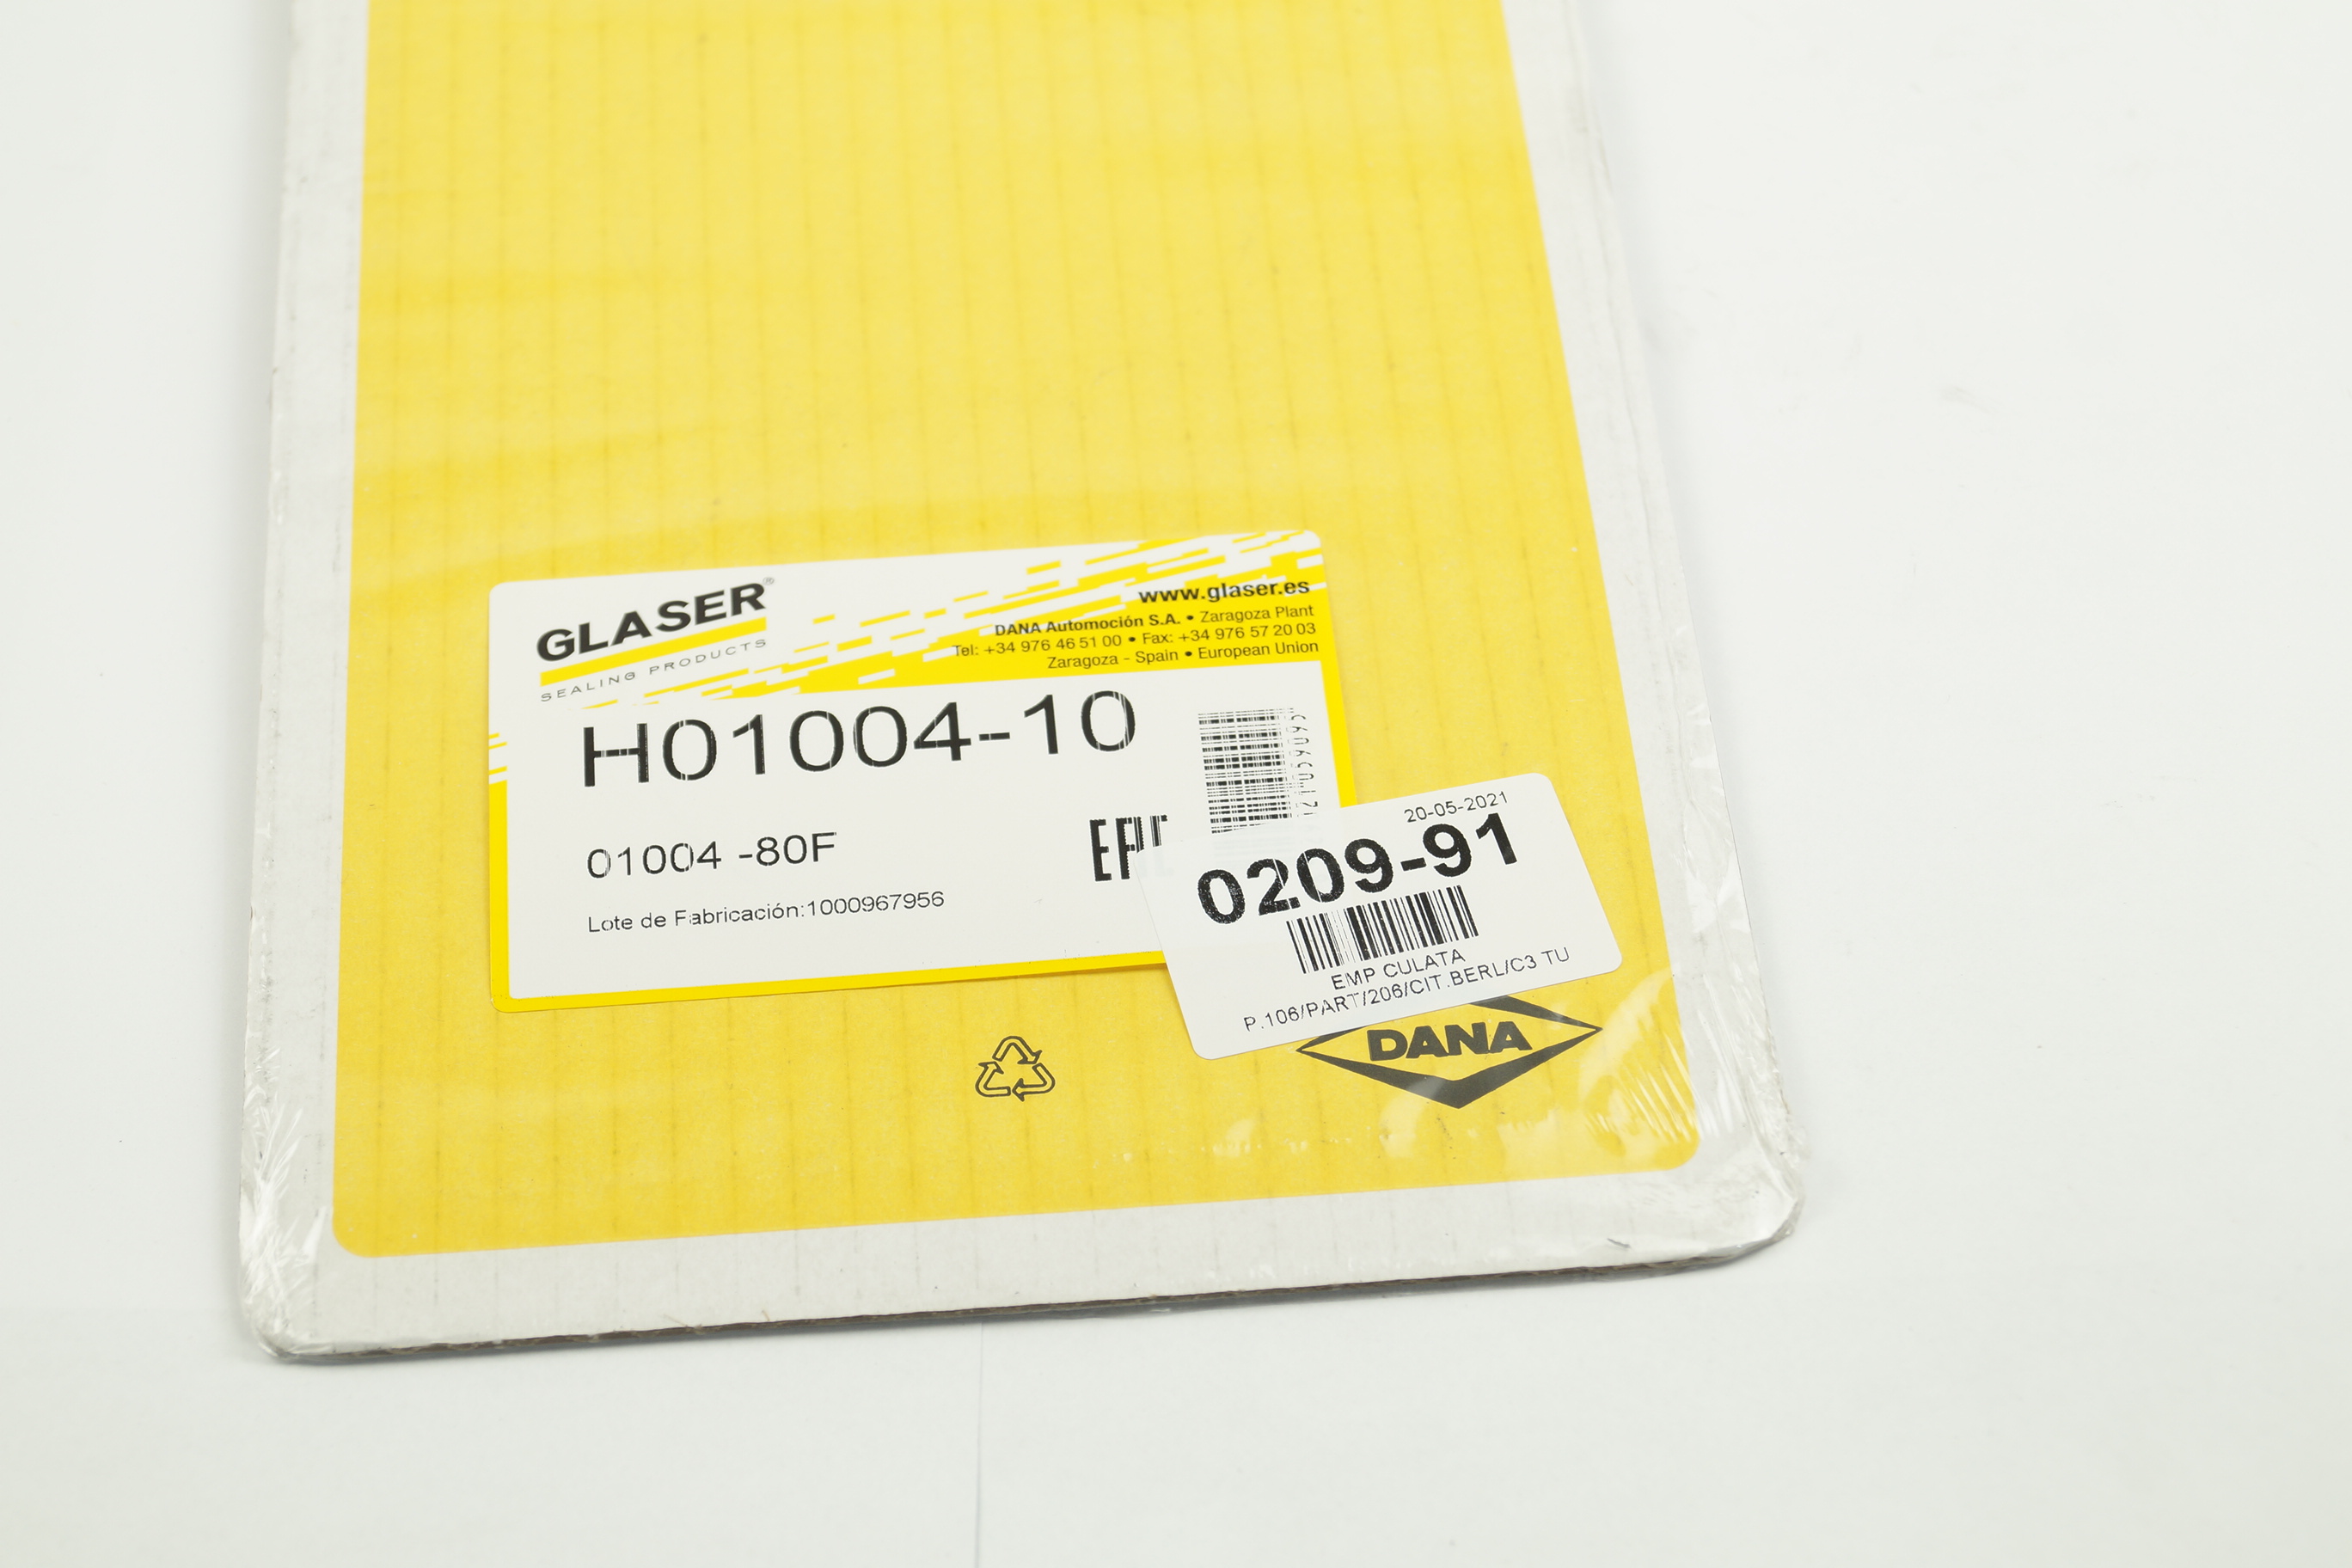 GLASER®
SEALING PRODUCTS
www.glaser.es
DANA Automoción S.A. • Zaragoza Plant
Tel: +34 976 46 51 00 • Fax: +34 976 57 20 03
Zaragoza - Spain • European Union
H01004-10
01004 -80F
Lote de Fabricación:1000967956
20-05-2021
0209-91
EMP CULATA
P.106/PART/206/CIT.BERL/C3 TU
DANA